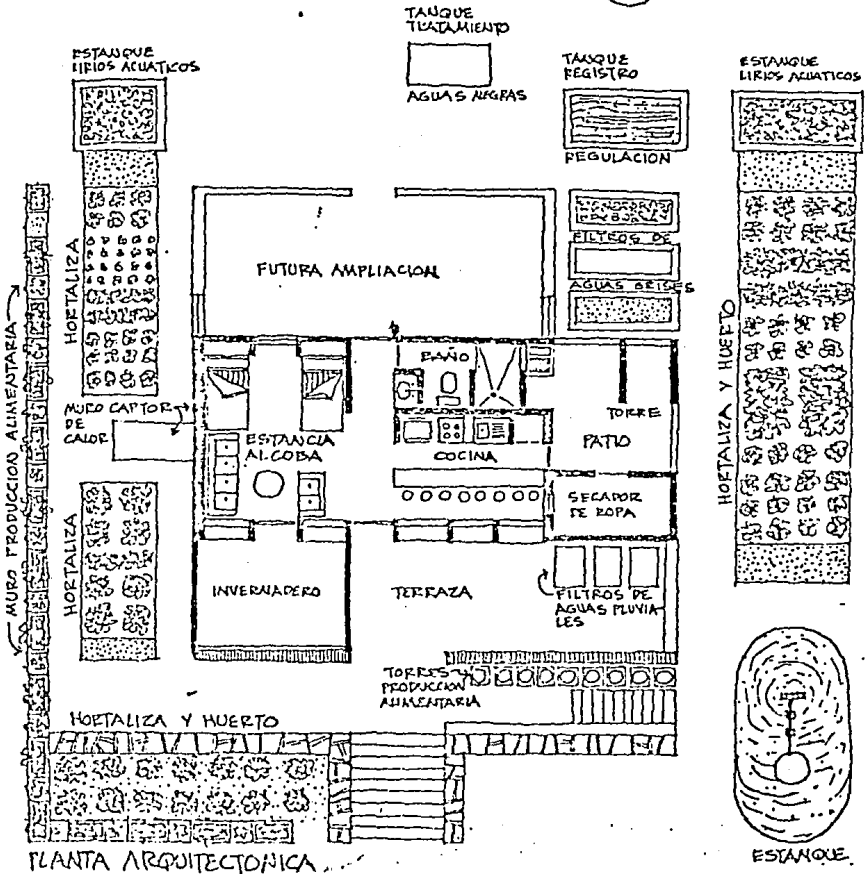 TANQUE
TRATAMIENTO
AGUAS NEGRAS
ESTANQUE
LIRIOS ACUATICOS
TANQUE
REGISTRO
REGULACION
ESTANQUE
LIRIOS ACUATICOS
FILTROS DE
AGUAS GRISES
FUTURA AMPLIACION
HORTALIZA
MURO PRODUCCION ALIMENTARIA
MURO CAPTOR
DE
CALOR
BAÑO
ESTANCIA
ALCOBA
COCINA
TORRE
PATIO
SECADOR
DE ROPA
HORTALIZA Y HUERTO
HORTALIZA
INVERNADERO
TERRAZA
FILTROS DE
AGUAS PLUVIA-
LES
TORRES
PRODUCCION
ALIMENTARIA
HORTALIZA Y HUERTO
PLANTA ARQUITECTONICA
ESTANQUE